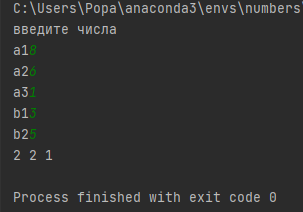 C:\Users\Popa\anaconda3\envs\numbers\
введите числа
a18
a26
a31
b13
b25
2 2 1
Process finished with exit code 0